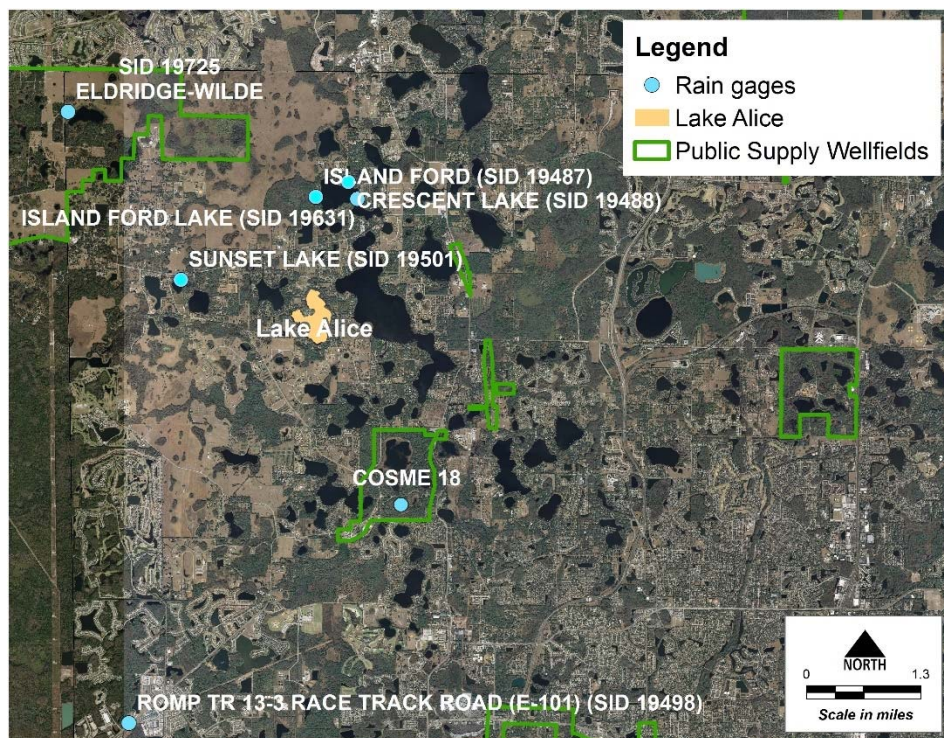 Legend
Rain gages
Lake Alice
Public Supply Wellfields
SID 19725
ELDRIDGE-WILDE
ISLAND FORD (SID 19487)
CRESCENT LAKE (SID 19488)
ISLAND FORD LAKE (SID 19631)
SUNSET LAKE (SID 19501)
Lake Alice
COSME 18
ROMP TR 13-3 RACE TRACK ROAD (E-101) (SID 19498)
NORTH
0 1.3
Scale in miles